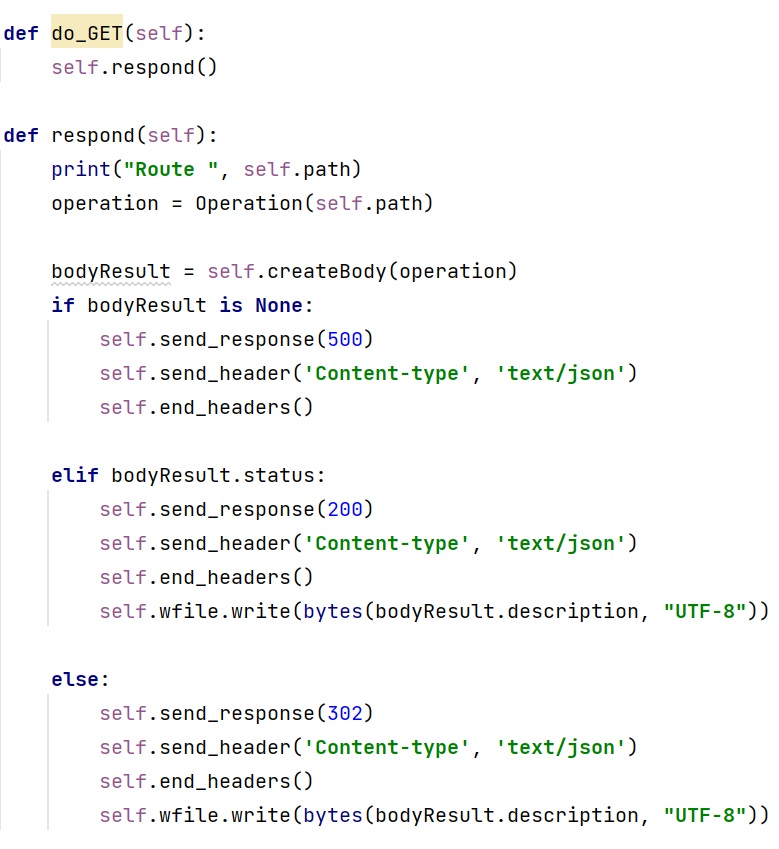 def do_GET(self):
    self.respond()

def respond(self):
    print("Route ", self.path)
    operation = Operation(self.path)

    bodyResult = self.createBody(operation)
    if bodyResult is None:
        self.send_response(500)
        self.send_header('Content-type', 'text/json')
        self.end_headers()

    elif bodyResult.status:
        self.send_response(200)
        self.send_header('Content-type', 'text/json')
        self.end_headers()
        self.wfile.write(bytes(bodyResult.description, "UTF-8"))

    else:
        self.send_response(302)
        self.send_header('Content-type', 'text/json')
        self.end_headers()
        self.wfile.write(bytes(bodyResult.description, "UTF-8"))